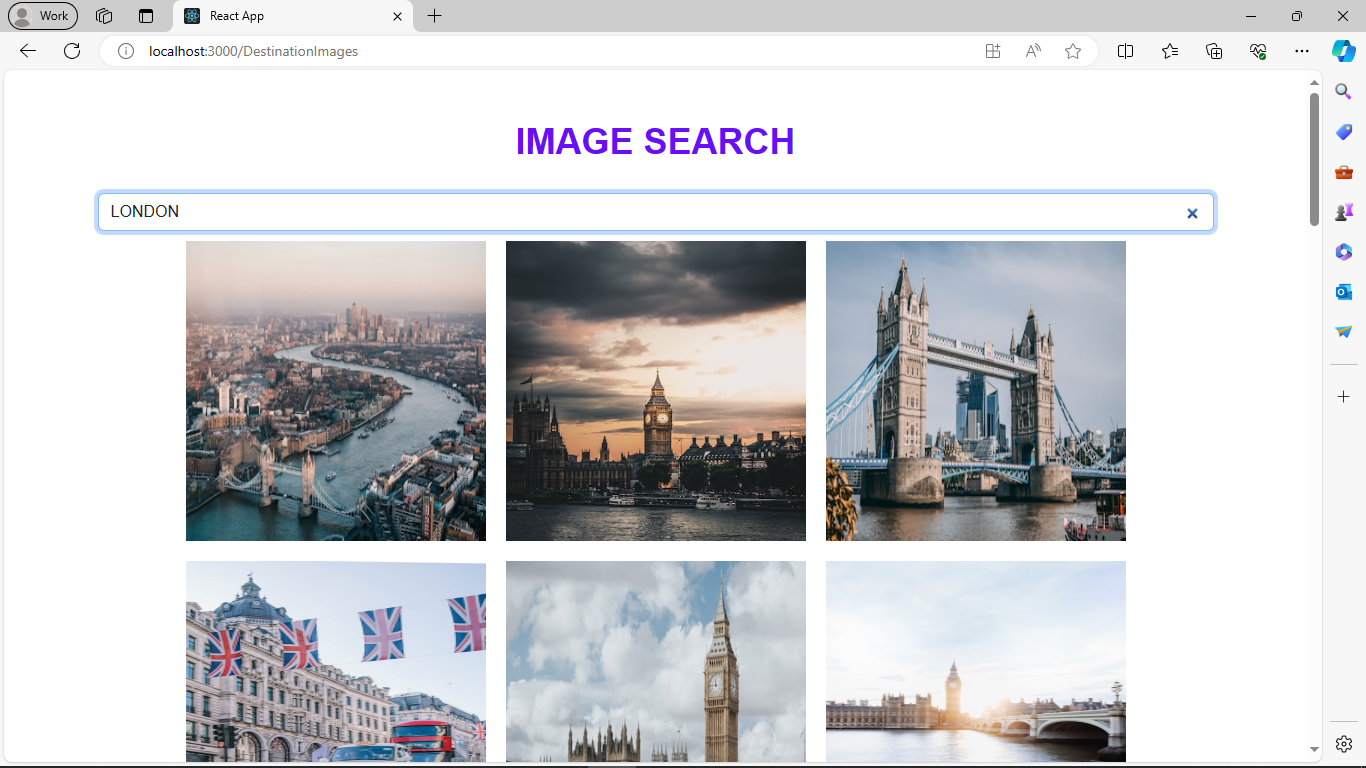 Work
React App
localhost:3000/DestinationImages
IMAGE SEARCH
LONDON